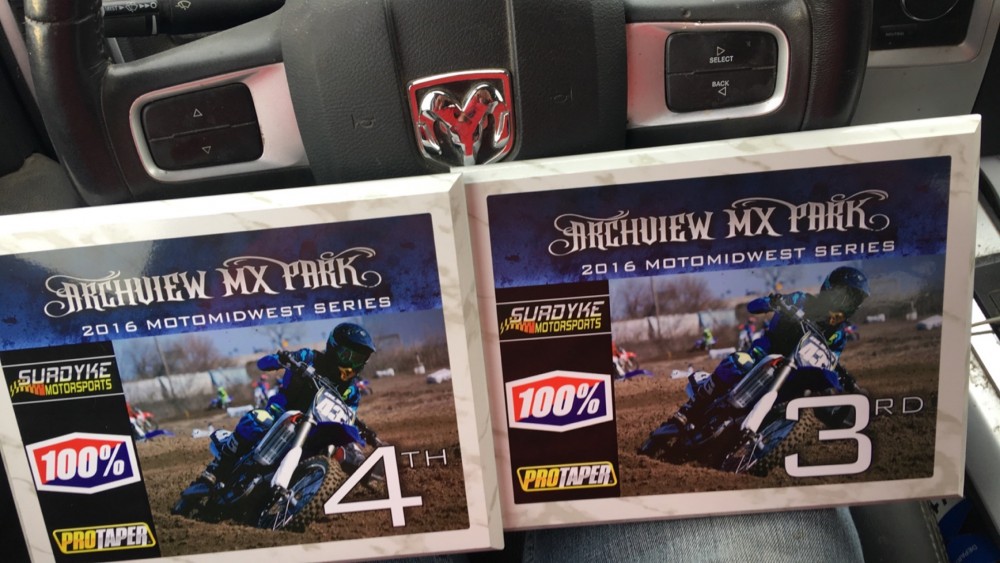 SELECT
BACK
ARCHVIEW MX PARK
2016 MOTOMIDWEST SERIES
SURDYKE
MOTORSPORTS
100%
PROTAPER
4TH
ARCHVIEW MX PARK
2016 MOTOMIDWEST SERIES
SURDYKE
MOTORSPORTS
100%
PROTAPER
3RD